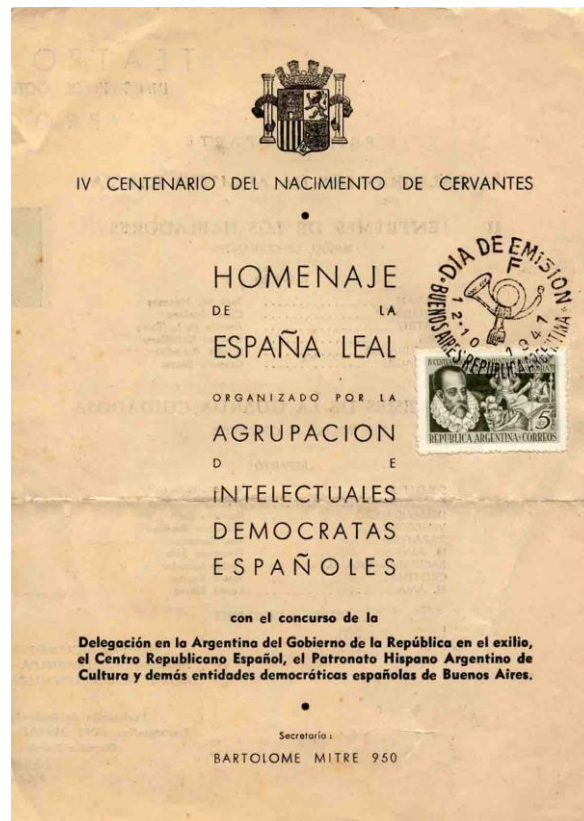 IV CENTENARIO DEL NACIMIENTO DE CERVANTES
HOMENAJE
DE LA
ESPAÑA LEAL
ORGANIZADO POR LA
AGRUPACION
D E
INTELECTUALES
DEMOCRATAS
ESPAÑOLES
DIA DE EMISION
F
12·10 1947
BUENOS AIRES·REPUBLICA ARGENTINA
5
REPUBLICA ARGENTINA·CORREOS
con el concurso de la
Delegación en la Argentina del Gobierno de la República en el exilio,
el Centro Republicano Español, el Patronato Hispano Argentino de
Cultura y demás entidades democráticas españolas de Buenos Aires.
Secretaría:
BARTOLOME MITRE 950